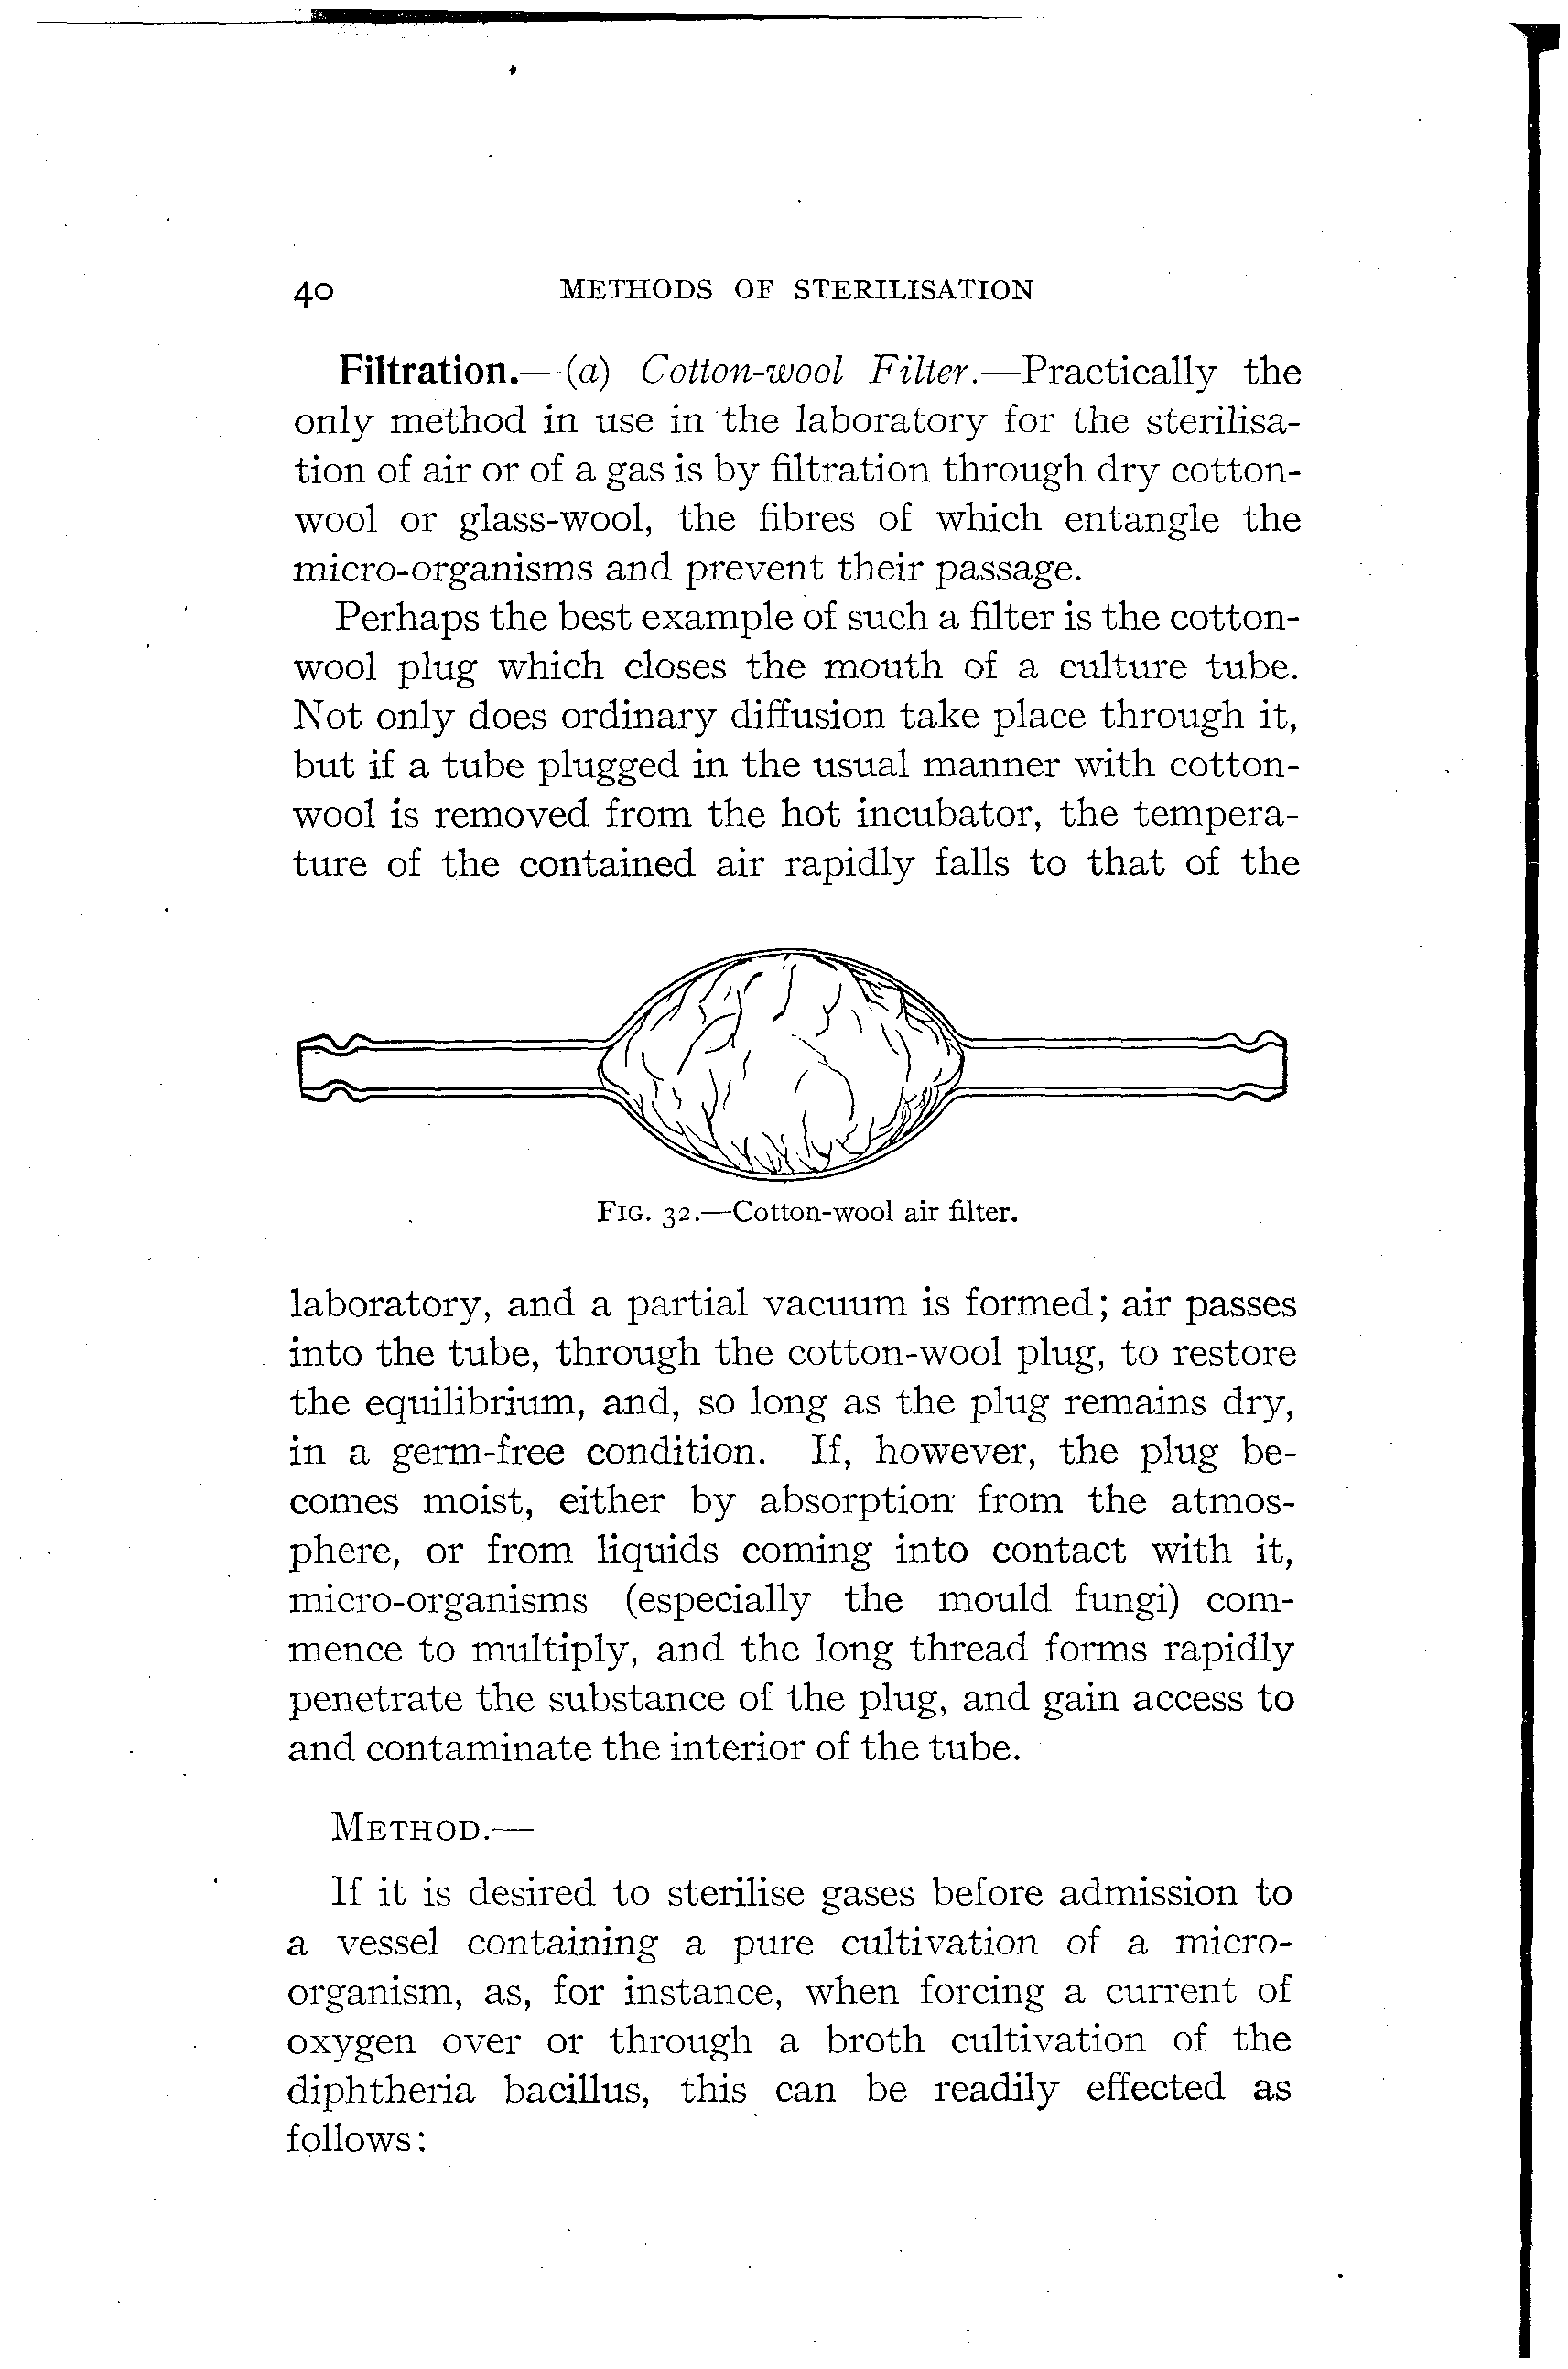 40 METHODS OF STERILISATION
Filtration.—(a) Cotton-wool Filter.—Practically the
only method in use in the laboratory for the sterilisa-
tion of air or of a gas is by filtration through dry cotton-
wool or glass-wool, the fibres of which entangle the
micro-organisms and prevent their passage.
Perhaps the best example of such a filter is the cotton-
wool plug which closes the mouth of a culture tube.
Not only does ordinary diffusion take place through it,
but if a tube plugged in the usual manner with cotton-
wool is removed from the hot incubator, the tempera-
ture of the contained air rapidly falls to that of the
FIG. 32.—Cotton-wool air filter.
laboratory, and a partial vacuum is formed; air passes
into the tube, through the cotton-wool plug, to restore
the equilibrium, and, so long as the plug remains dry,
in a germ-free condition. If, however, the plug be-
comes moist, either by absorption from the atmos-
phere, or from liquids coming into contact with it,
micro-organisms (especially the mould fungi) com-
mence to multiply, and the long thread forms rapidly
penetrate the substance of the plug, and gain access to
and contaminate the interior of the tube.
METHOD.—
If it is desired to sterilise gases before admission to
a vessel containing a pure cultivation of a micro-
organism, as, for instance, when forcing a current of
oxygen over or through a broth cultivation of the
diphtheria bacillus, this can be readily effected as
follows: